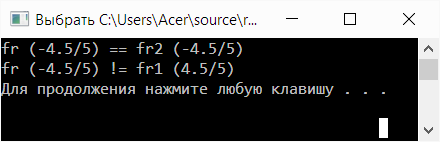 Выбрать C:\Users\Acer\source\r...
fr (-4.5/5) == fr2 (-4.5/5)
fr (-4.5/5) != fr1 (4.5/5)
Для продолжения нажмите любую клавишу . . .